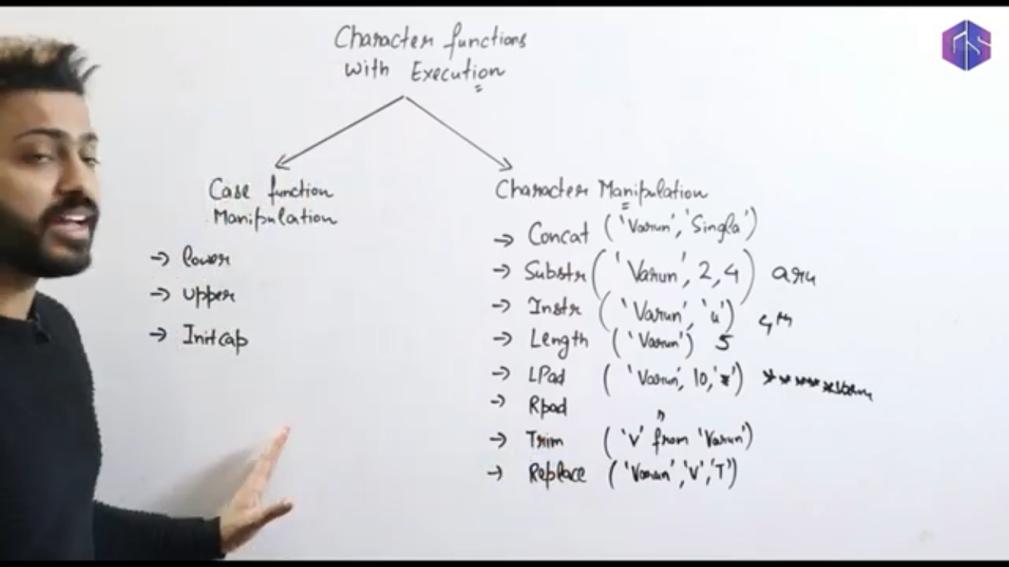 Character functions
with Execution
Case function
Manipulation
→ lower
→ upper
→ Initcap
Character Manipulation
→ Concat ('Varun','Singla')
→ Substr ('Varun', 2,4) aru
→ Instr ('Varun', 'u') 4th
→ Length ('Varun') 5
→ LPad ('Varun', 10,'*') *****Varun
→ Rpad "
→ Trim ('V' from 'Varun')
→ Replace ('Varun','V','T')